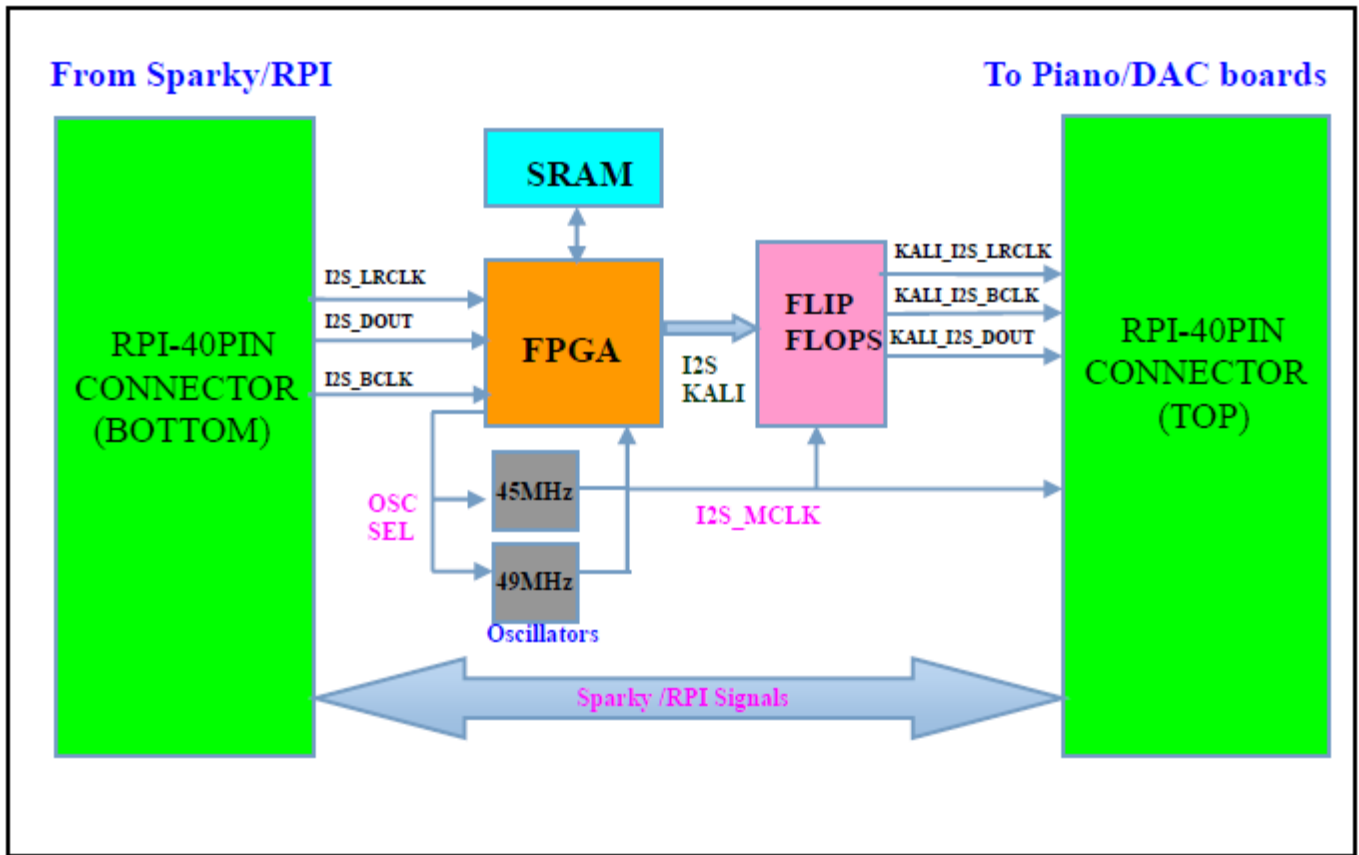 From Sparky/RPI
To Piano/DAC boards
SRAM
I2S_LRCLK
I2S_DOUT
I2S_BCLK
RPI-40PIN
CONNECTOR
(BOTTOM)
FPGA
I2S
KALI
FLIP
FLOPS
KALI_I2S_LRCLK
KALI_I2S_BCLK
KALI_I2S_DOUT
RPI-40PIN
CONNECTOR
(TOP)
OSC
SEL
45MHz
49MHz
Oscillators
I2S_MCLK
Sparky /RPI Signals